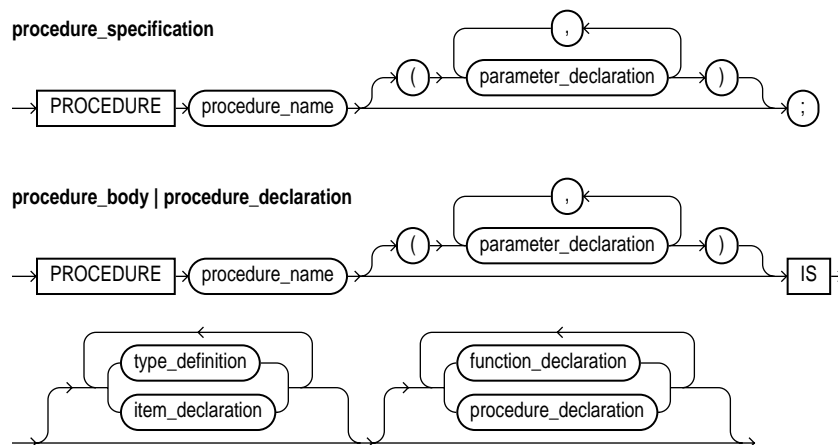 procedure_specification
,
( parameter_declaration )
PROCEDURE procedure_name ;
procedure_body | procedure_declaration
,
( parameter_declaration )
PROCEDURE procedure_name IS
type_definition function_declaration
item_declaration procedure_declaration